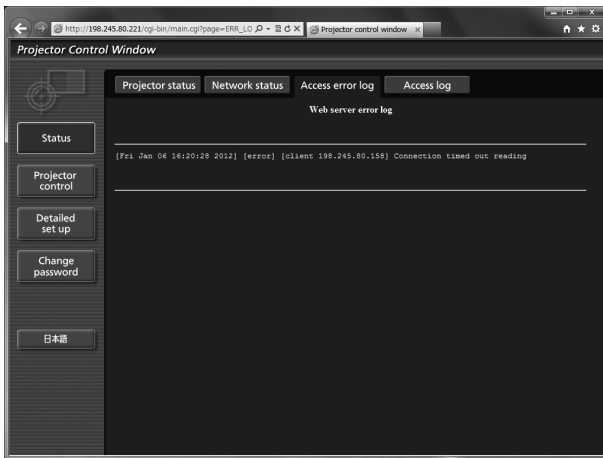 http://198.245.80.221/cgi-bin/main.cgi?page=ERR_LO
Projector control window
Projector Control Window
Projector status
Network status
Access error log
Access log
Web server error log
Status
[Fri Jan 06 16:20:28 2012] [error] [client 198.245.80.158] Connection timed out reading
Projector
control
Detailed
set up
Change
password
日本語